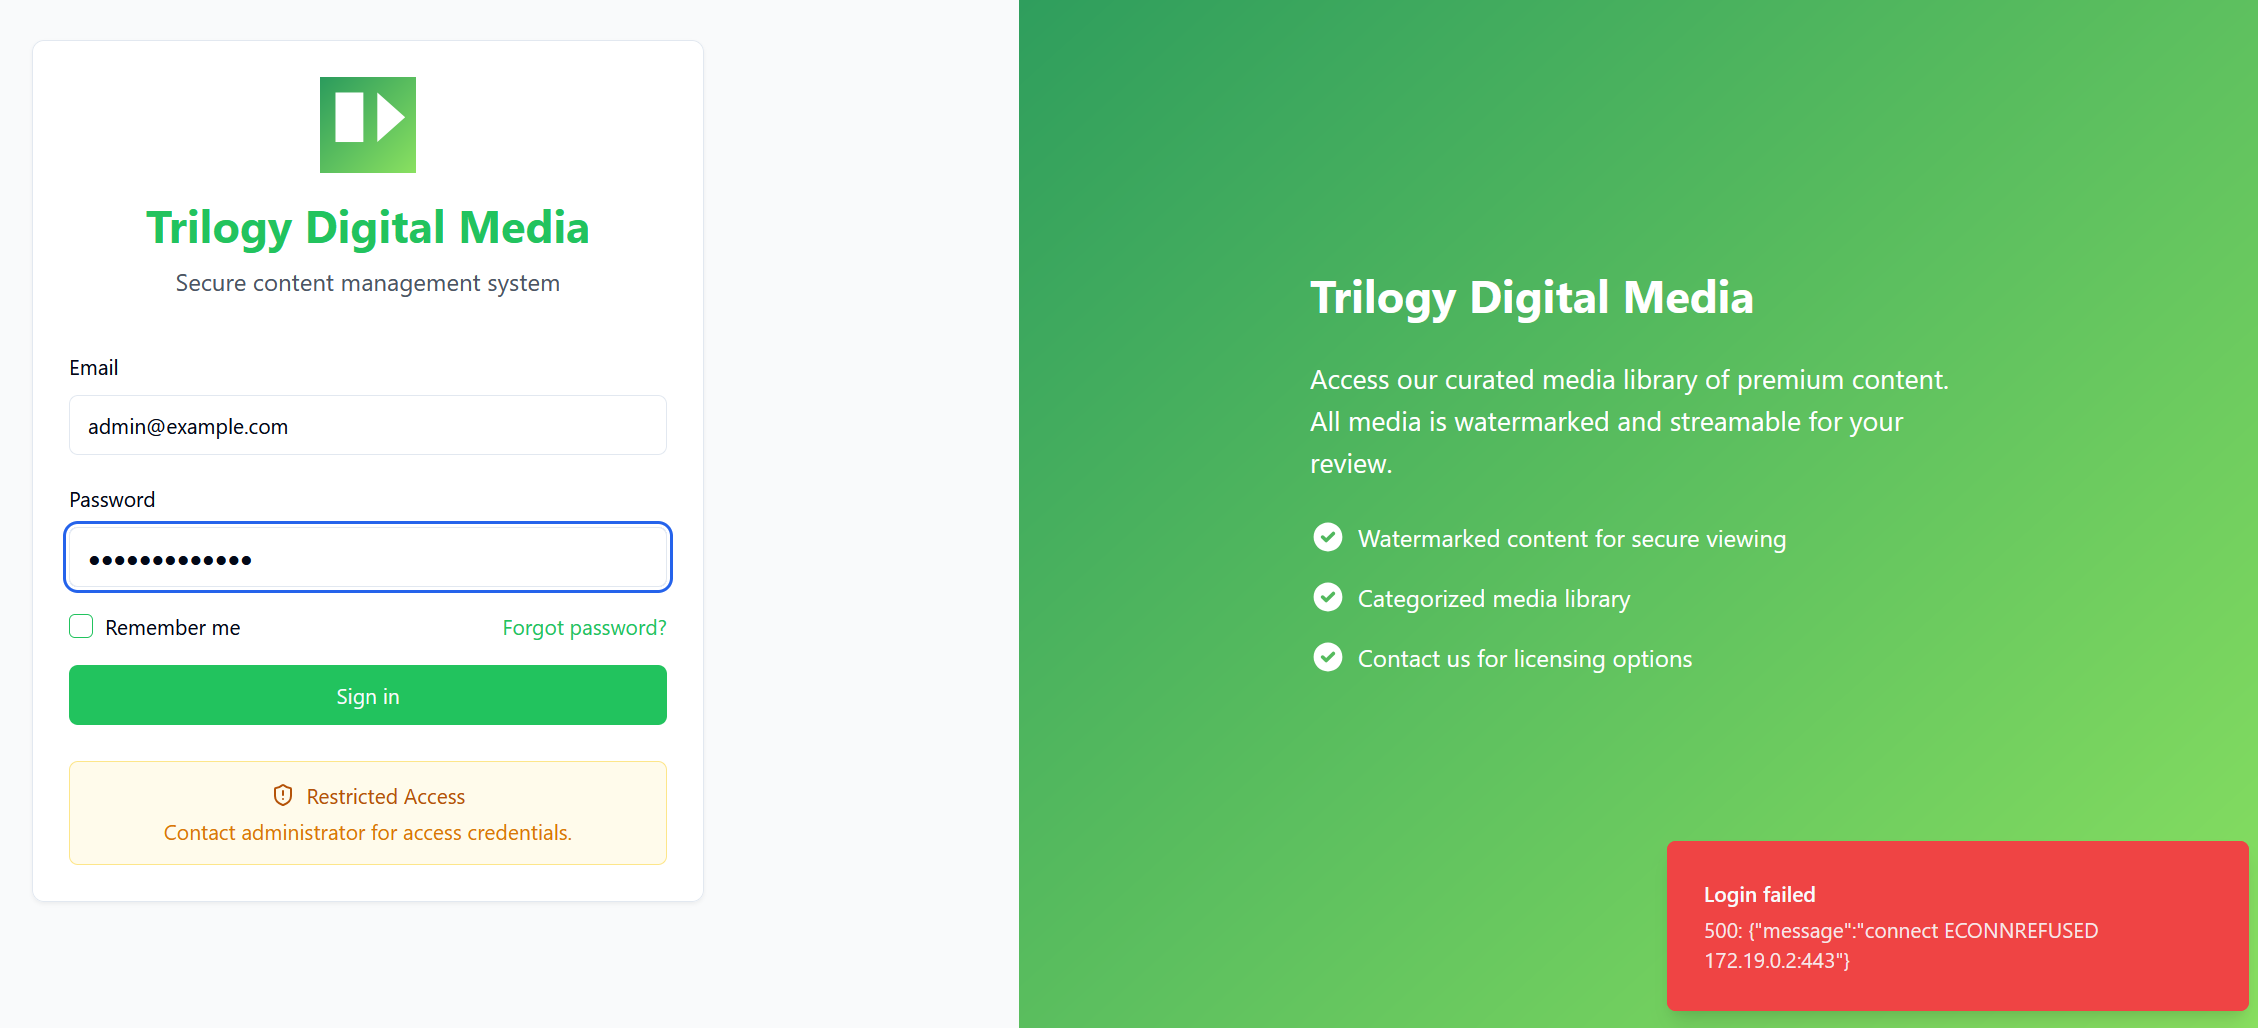 Trilogy Digital Media
Secure content management system
Email
admin@example.com
Password
•••••••••••••
Remember me
Forgot password?
Sign in
Restricted Access
Contact administrator for access credentials.
Trilogy Digital Media
Access our curated media library of premium content.
All media is watermarked and streamable for your
review.
Watermarked content for secure viewing
Categorized media library
Contact us for licensing options
Login failed
500: {"message":"connect ECONNREFUSED
172.19.0.2:443"}